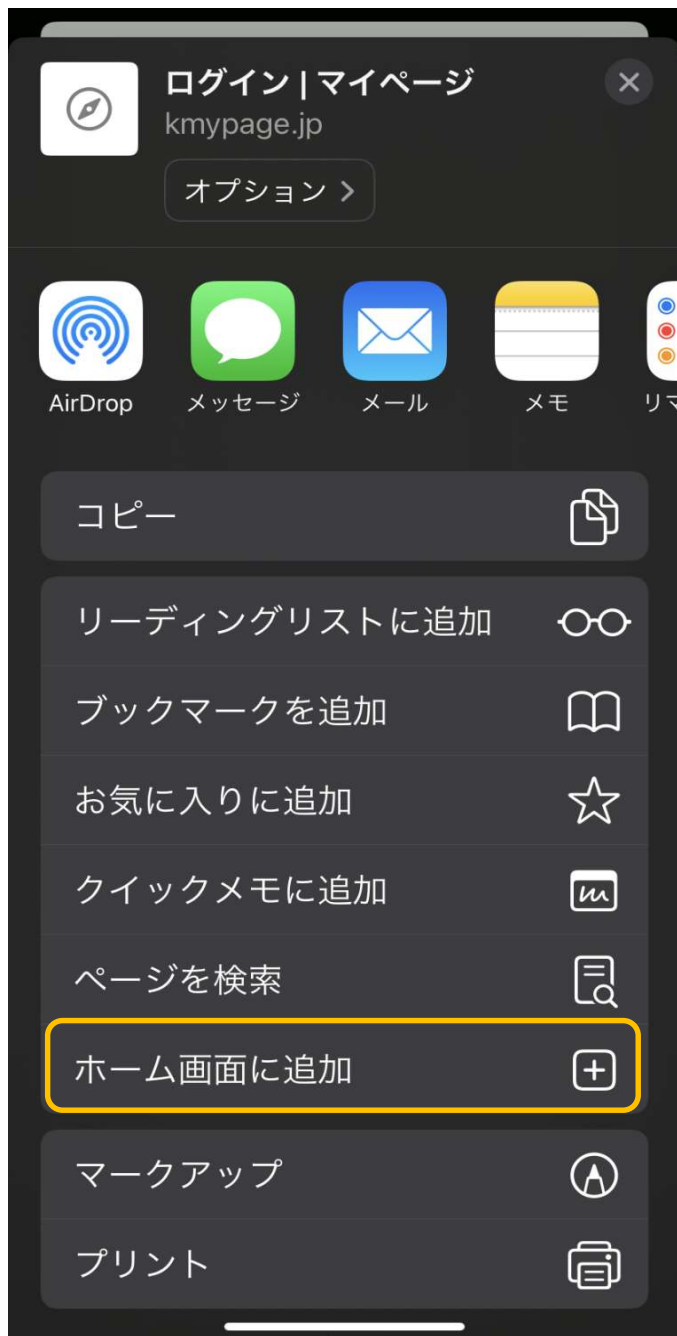 ログイン | マイページ
kmypage.jp
オプション
AirDrop メッセージ メール メモ リマ
コピー
リーディングリストに追加
ブックマークを追加
お気に入りに追加
クイックメモに追加
ページを検索
ホーム画面に追加
マークアップ
プリント